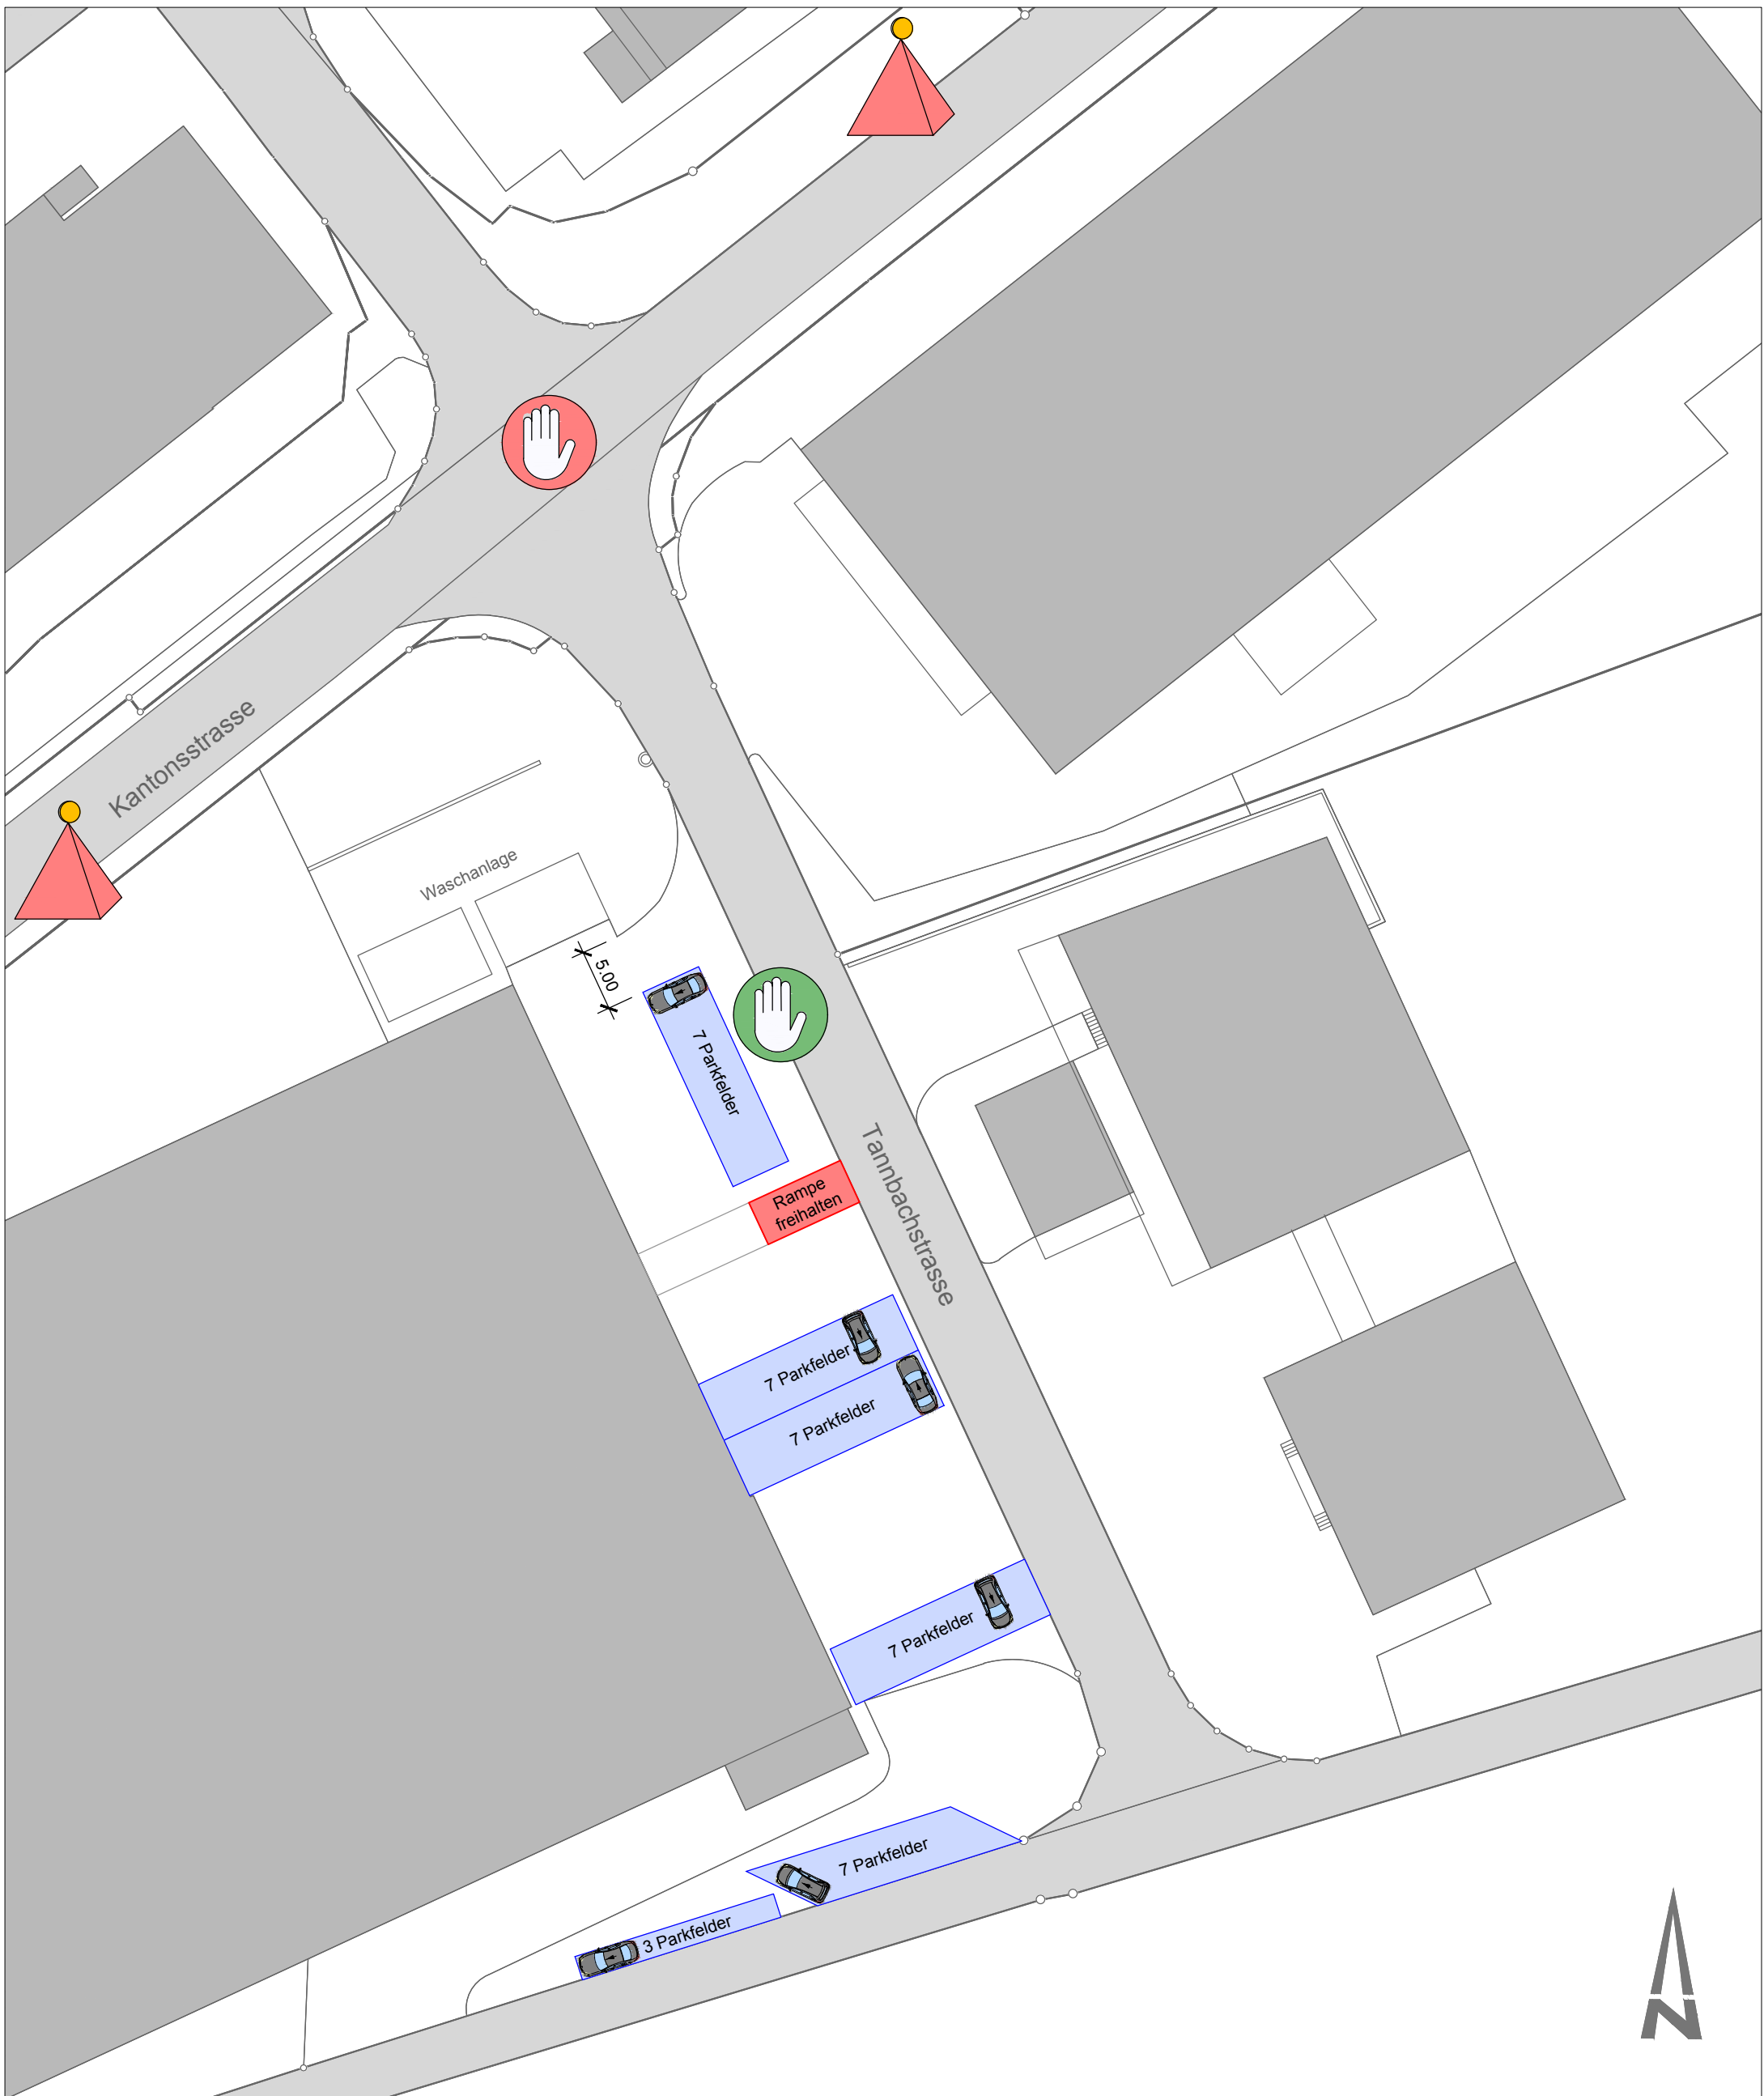 Kantonsstrasse
Waschanlage
5.00
7 Parkfelder
Tannbachstrasse
Rampe
freihalten
7 Parkfelder
7 Parkfelder
7 Parkfelder
7 Parkfelder
3 Parkfelder
N